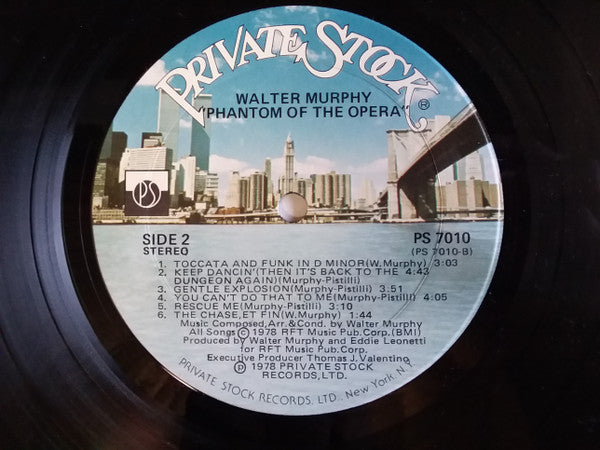 PRIVATE STOCK
®
WALTER MURPHY
"PHANTOM OF THE OPERA"
PS
SIDE 2
STEREO
PS 7010
(PS 7010-B)
1. TOCCATA AND FUNK IN D MINOR(W. Murphy) 3:03
2. KEEP DANCIN'(THEN IT'S BACK TO THE 4:43
DUNGEON AGAIN)(Murphy-Pistilli)
3. GENTLE EXPLOSION(Murphy-Pistilli) 3:51
4. YOU CAN'T DO THAT TO ME(Murphy-Pistilli) 4:05
5. RESCUE ME(Murphy-Pistilli) 3:10
6. THE CHASE, ET FIN(W. Murphy) 1:44
Music Composed,Arr.& Cond. by Walter Murphy
All Songs © 1978 RFT Music Pub.Corp.(BMI)
Produced by Walter Murphy and Eddie Leonetti
for RFT Music Pub. Corp.
Executive Producer Thomas J. Valentino
℗ 1978 PRIVATE STOCK
RECORDS, LTD.
PRIVATE STOCK RECORDS, LTD., New York, N.Y.